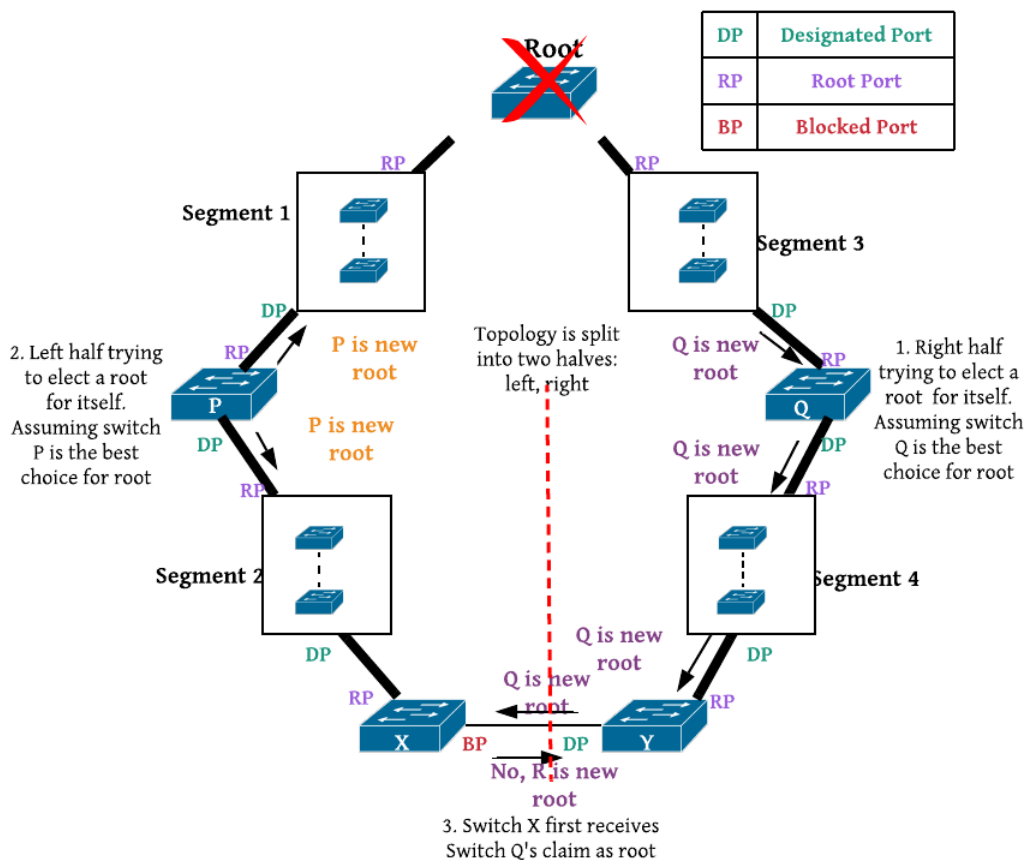 Root
DP Designated Port
RP Root Port
BP Blocked Port
RP
RP
Segment 1
Segment 3
DP
DP
Topology is split
into two halves:
left, right
2. Left half trying
to elect a root
for itself.
Assuming switch
P is the best
choice for root
RP
P
DP
P is new
root
P is new
root
Q is new
root
RP
Q
DP
1. Right half
trying to elect a
root for itself.
Assuming switch
Q is the best
choice for root
Q is new
root
RP
RP
Segment 2
Segment 4
DP
DP
Q is new
root
RP
RP
X
Y
Q is new
root
BP
DP
No, R is new
root
3. Switch X first receives
Switch Q's claim as root